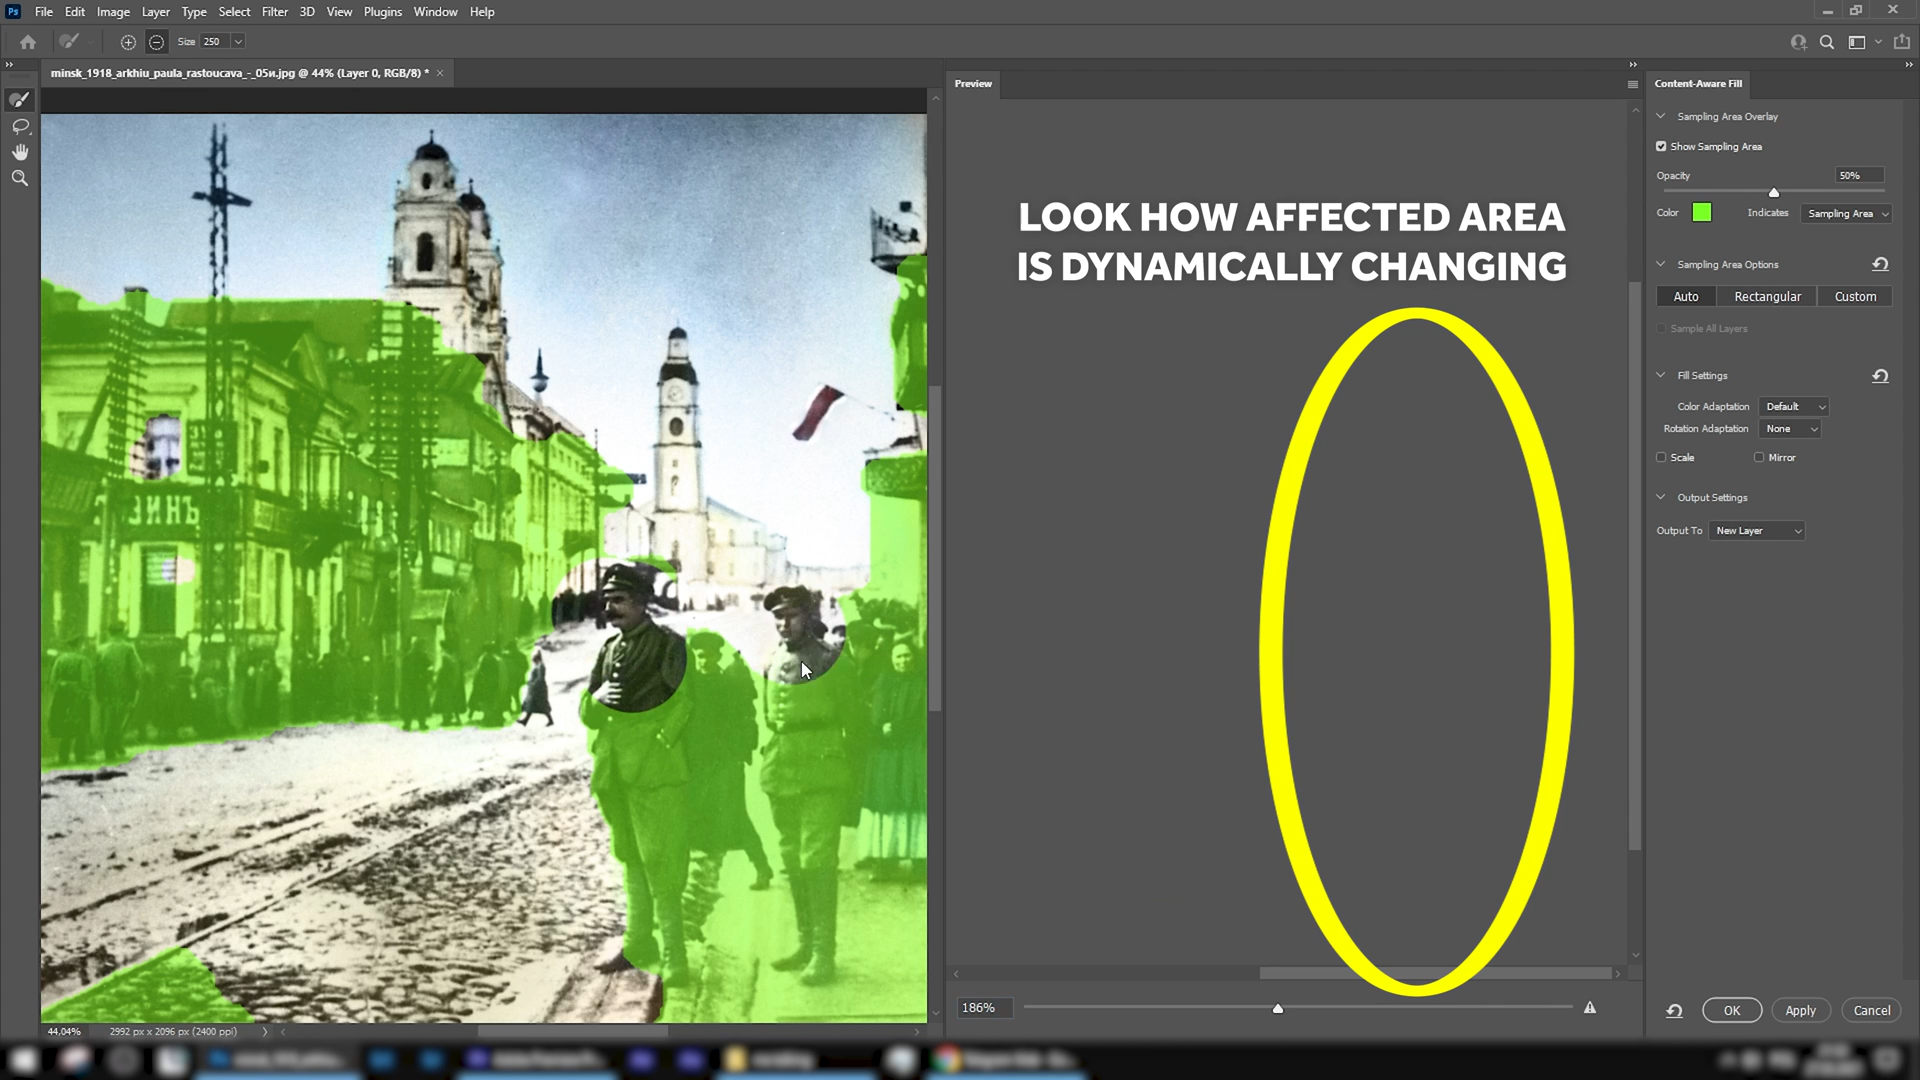 Ps File Edit Image Layer Type Select Filter 3D View Plugins Window Help
Size 250
minsk_1918_arkhiu_paula_rastoucava_-_05и.jpg @ 44% (Layer 0, RGB/8) * ×
Preview
Content-Aware Fill
Sampling Area Overlay
Show Sampling Area
Opacity 50%
Color Indicates Sampling Area
Sampling Area Options
Auto Rectangular Custom
Sample All Layers
Fill Settings
Color Adaptation Default
Rotation Adaptation None
Scale Mirror
Output Settings
Output To New Layer
LOOK HOW AFFECTED AREA
IS DYNAMICALLY CHANGING
186%
OK Apply Cancel
44,04% 2992 px x 2096 px (2400 ppi)